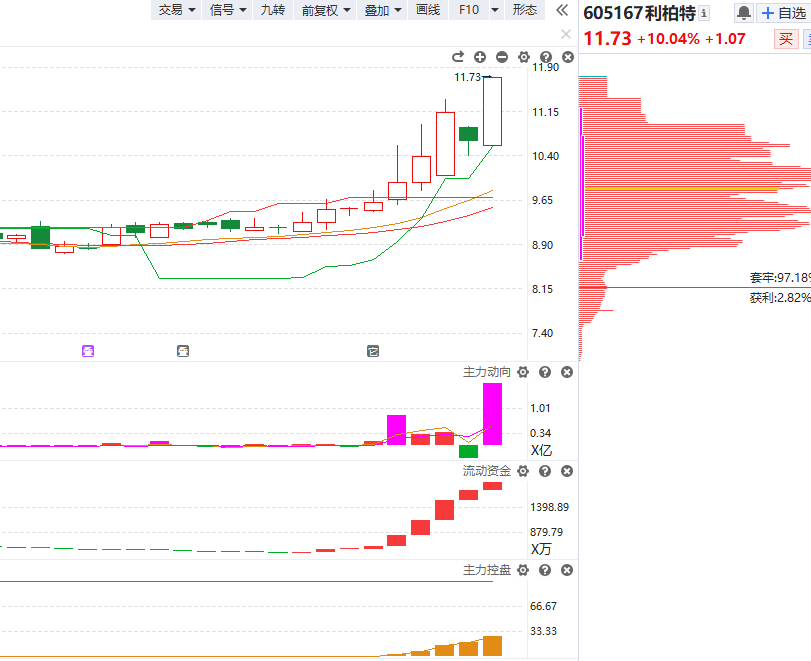 交易 信号 九转 前复权 叠加 画线 F10 形态
605167利柏特 自选
11.73 +10.04% +1.07 买
11.90
11.73
11.15
10.40
9.65
8.90
8.15
7.40
套牢:97.18%
获利:2.82%
主力动向
1.01
0.34
X亿
流动资金
1398.89
879.79
X万
主力控盘
66.67
33.33